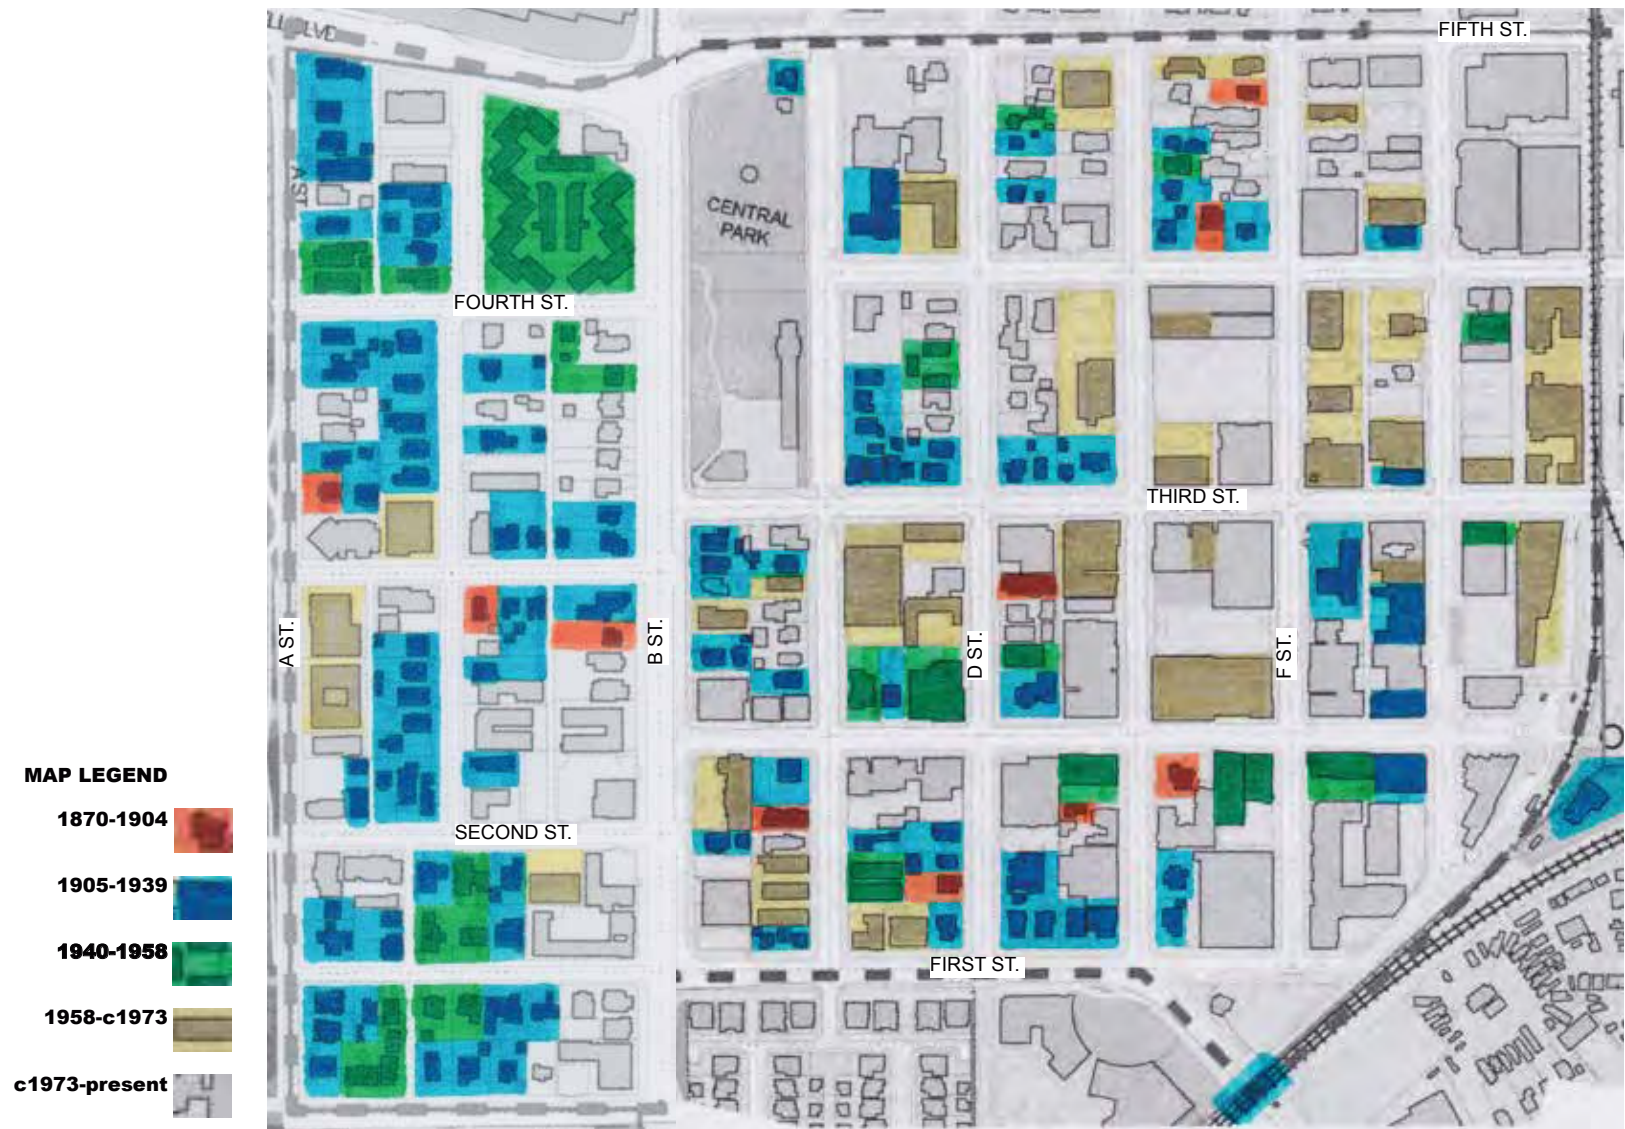 FIFTH ST.
A ST.
CENTRAL
PARK
FOURTH ST.
THIRD ST.
A ST.
B ST.
D ST.
F ST.
MAP LEGEND
1870-1904
SECOND ST.
1905-1939
1940-1958
FIRST ST.
1958-c1973
c1973-present